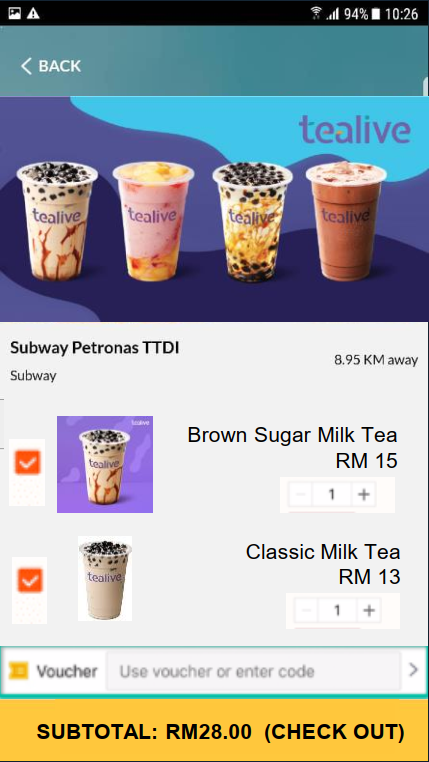 94% 10:26
BACK
tealive
tealive tealive tealive tealive
Subway Petronas TTDI
8.95 KM away
Subway
tealive
Brown Sugar Milk Tea
tealive
RM 15
- 1 +
Classic Milk Tea
tealive
RM 13
- 1 +
Voucher Use voucher or enter code
SUBTOTAL: RM28.00 (CHECK OUT)